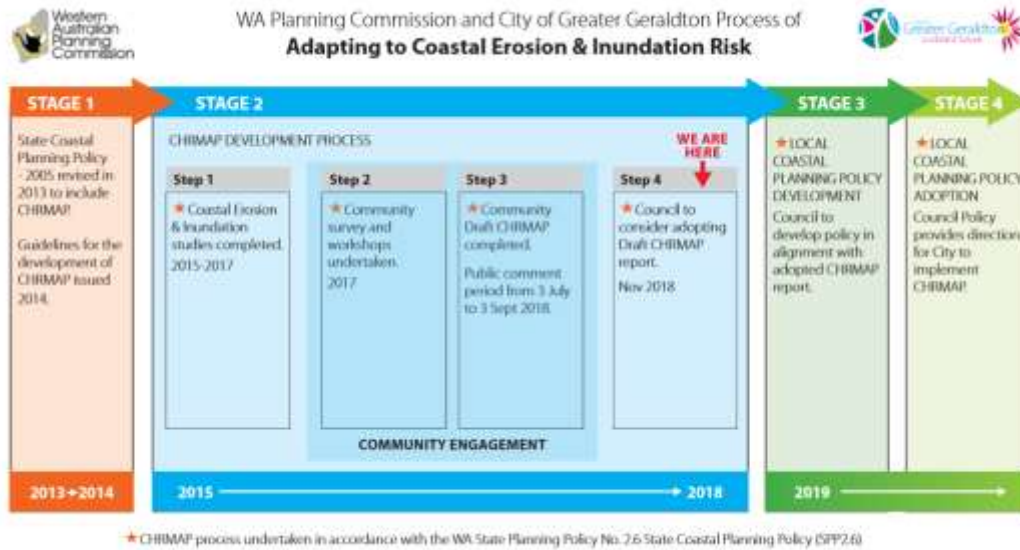 Western
Australian
Planning
Commission
WA Planning Commission and City of Greater Geraldton Process of
Adapting to Coastal Erosion & Inundation Risk
Greater Geraldton
STAGE 1
STAGE 2
STAGE 3
STAGE 4
State Coastal
Planning Policy
- 2005 revised in
2013 to include
CHRMAP.
Guidelines for the
development of
CHRMAP issued
2014.
CHRMAP DEVELOPMENT PROCESS
WE ARE
HERE
Step 1
★ Coastal Erosion
& Inundation
studies completed.
2015-2017
Step 2
★ Community
survey and
workshops
undertaken.
2017
Step 3
★ Community
Draft CHRMAP
completed.
Public comment
period from 3 July
to 3 Sept 2018.
Step 4
★ Council to
consider adopting
Draft CHRMAP
report.
Nov 2018
COMMUNITY ENGAGEMENT
★ LOCAL
COASTAL
PLANNING POLICY
DEVELOPMENT
Council to
develop policy in
alignment with
adopted CHRMAP
report.
★ LOCAL
COASTAL
PLANNING POLICY
ADOPTION
Council Policy
provides direction
for City to
implement
CHRMAP.
2013→2014
2015 → 2018
2019 →
★ CHRMAP process undertaken in accordance with the WA State Planning Policy No. 2.6 State Coastal Planning Policy (SPP2.6)